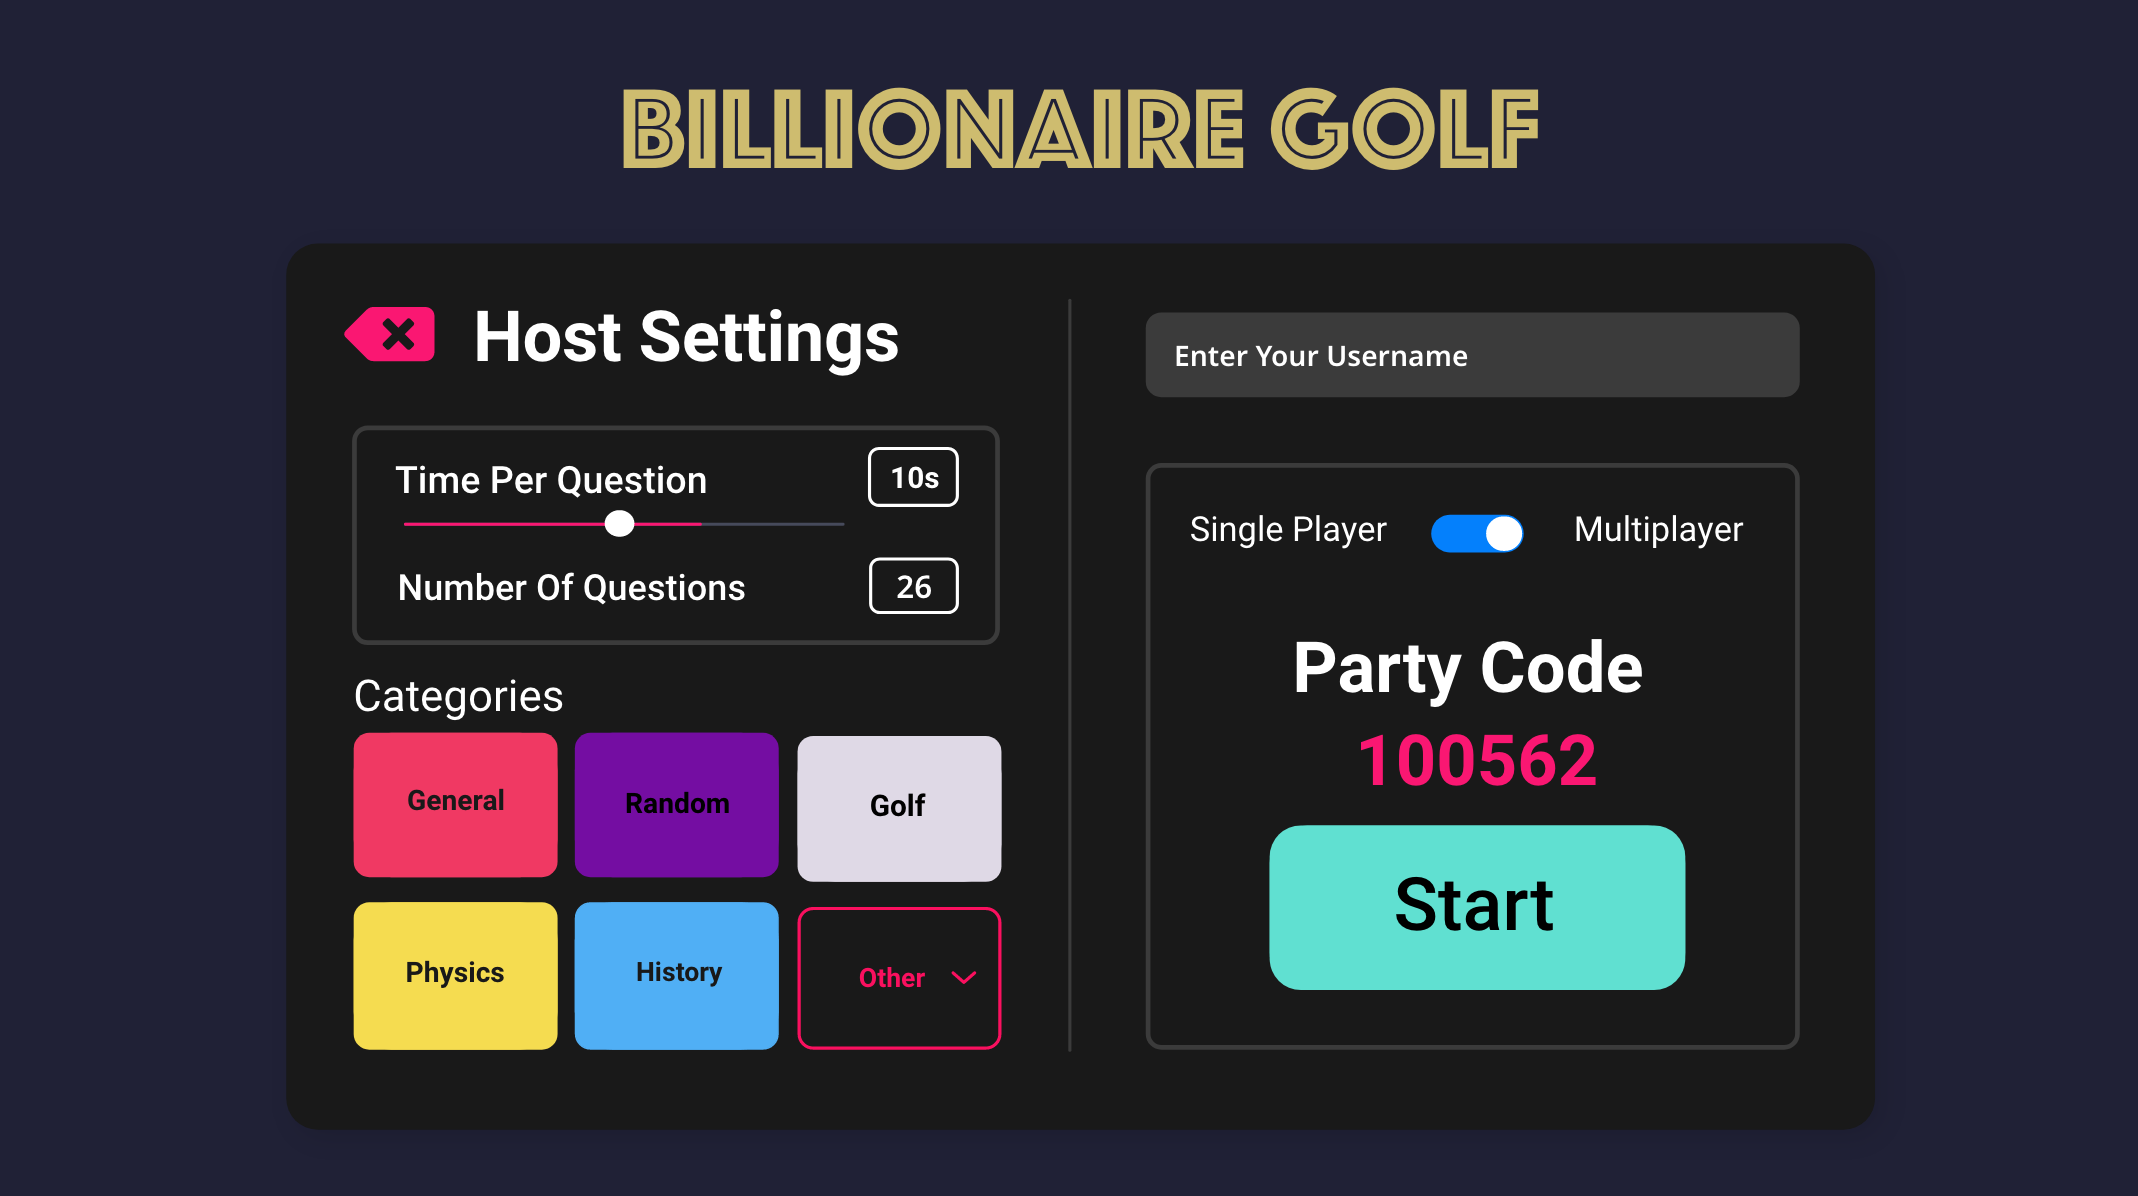 BILLIONAIRE GOLF
Host Settings
Time Per Question
10s
Number Of Questions
26
Categories
General
Random
Golf
Physics
History
Other
Enter Your Username
Single Player
Multiplayer
Party Code
100562
Start